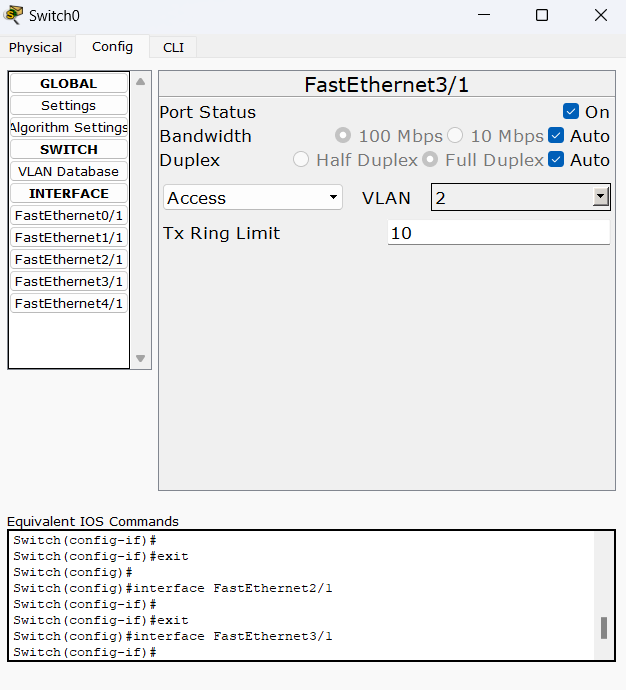 Switch0
Physical Config CLI
GLOBAL
Settings
Algorithm Settings
SWITCH
VLAN Database
INTERFACE
FastEthernet0/1
FastEthernet1/1
FastEthernet2/1
FastEthernet3/1
FastEthernet4/1
FastEthernet3/1
Port Status On
Bandwidth 100 Mbps 10 Mbps Auto
Duplex Half Duplex Full Duplex Auto
Access VLAN 2
Tx Ring Limit 10
Equivalent IOS Commands
Switch(config-if)#
Switch(config-if)#exit
Switch(config)#
Switch(config)#interface FastEthernet2/1
Switch(config-if)#
Switch(config-if)#exit
Switch(config)#interface FastEthernet3/1
Switch(config-if)#